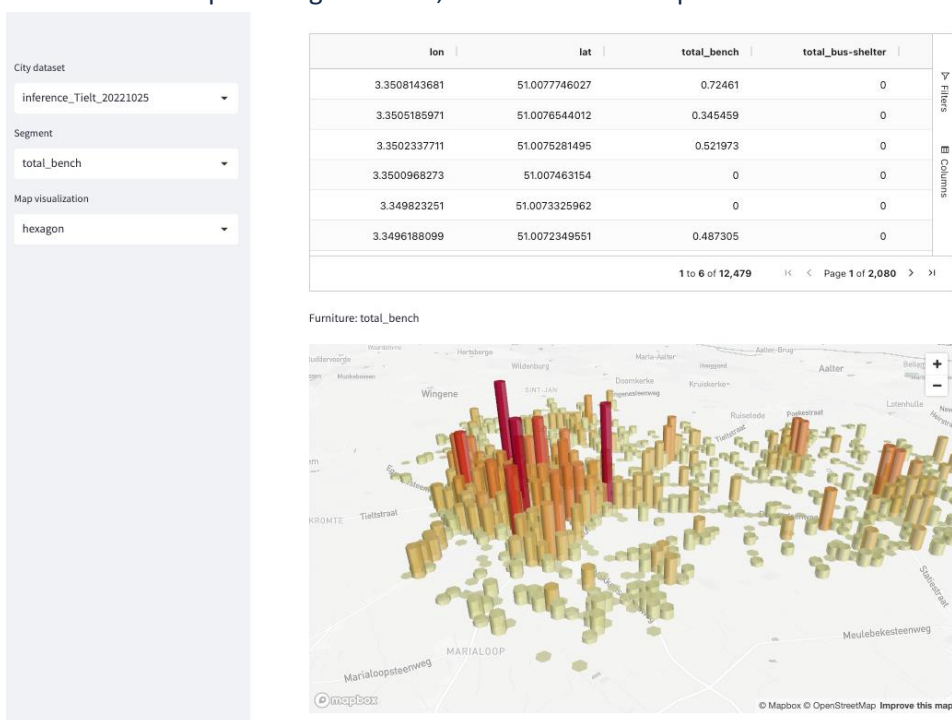 City dataset
inference_Tielt_20221025
Segment
total_bench
Map visualization
hexagon
lon lat total_bench total_bus-shelter
3.3508143681 51.0077746027 0.72461 0
3.3505185971 51.0076544012 0.345459 0
3.3502337711 51.0075281495 0.521973 0
3.3500968273 51.007463154 0 0
3.349823251 51.0073325962 0 0
3.3496188099 51.0072349551 0.487305 0
Filters
Columns
1 to 6 of 12,479 Page 1 of 2,080
Furniture: total_bench
Hertsberge
Wildenburg
Maria-Aalter
Aalter-Brug
Aalter
Wingene
SINT-JAN
Doomkerke
Kruiskerke
Lotenhulle
Ruiselede
Poekestraat
Tieltstraat
Tieltstraat
Statiestraat
Meulebekesteenweg
MARIALOOP
Marialoopsteenweg
mapbox
© Mapbox © OpenStreetMap Improve this map